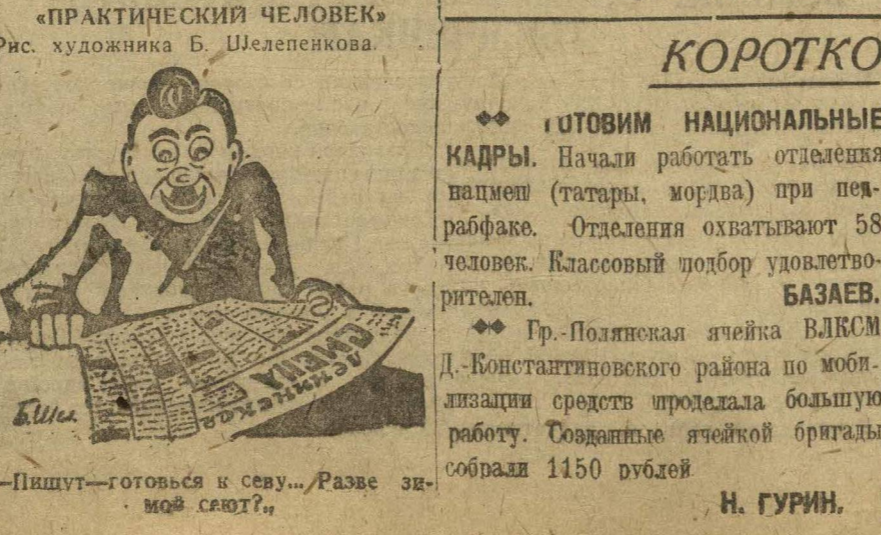 «ПРАКТИЧЕСКИЙ ЧЕЛОВЕК»
Рис. художника Б. Шелепенкова.
ЛЕНИНСКАЯ
СМЕНА
Б.Шел
—Пишут—готовься к севу... Разве зи-
мой сеют?„
КОРОТКО
ГОТОВИМ НАЦИОНАЛЬНЫЕ
КАДРЫ. Начали работать отделения
нацмен (татары, мордва) при пед-
рабфаке. Отделения охватывают 58
человек. Классовый подбор удовлетво-
рителен. БАЗАЕВ.
Гр.-Полянская ячейка ВЛКСМ
Д.-Константиновского района по моби-
лизации средств проделала большую
работу. Созданные ячейкой бригады
собрали 1150 рублей
Н. ГУРИН.